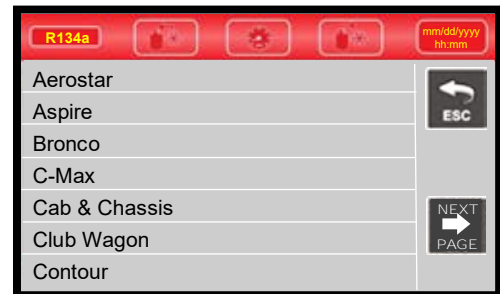 R134a
mm/dd/yyyy
hh:mm
Aerostar
Aspire
Bronco
C-Max
Cab & Chassis
Club Wagon
Contour
ESC
NEXT
PAGE